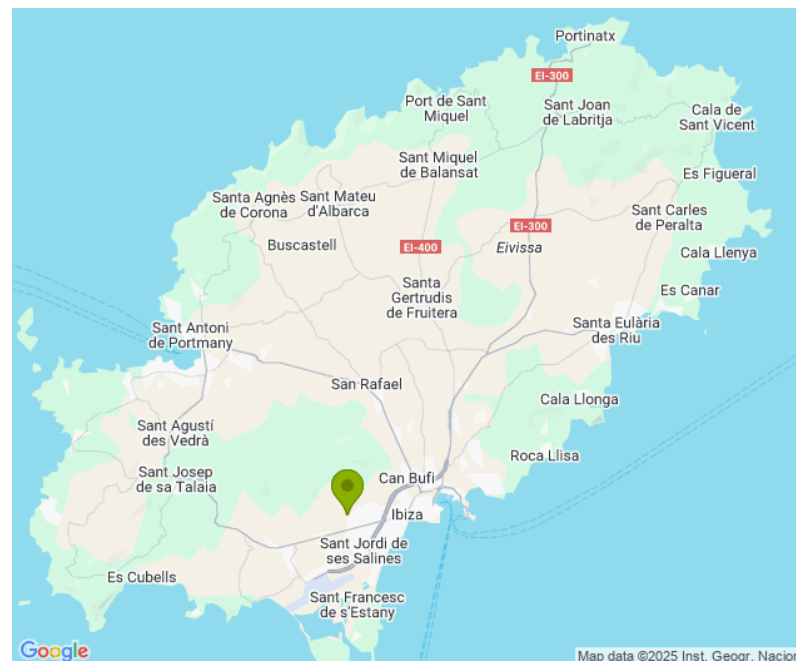 Portinatx
EI-300
Port de Sant
Miquel
Sant Joan
de Labritja
Cala de
Sant Vicent
Sant Miquel
de Balansat
Es Figueral
Santa Agnès
de Corona
Sant Mateu
d'Albarca
Sant Carles
de Peralta
EI-300
Buscastell
EI-400
Eivissa
Cala Llenya
Santa
Gertrudis
de Fruitera
Es Canar
Sant Antoni
de Portmany
Santa Eulària
des Riu
San Rafael
Cala Llonga
Sant Agustí
des Vedrà
Roca Llisa
Sant Josep
de sa Talaia
Can Bufi
Ibiza
Sant Jordi de
ses Salines
Es Cubells
Sant Francesc
de s'Estany
Google
Map data ©2025 Inst. Geogr. Nacion